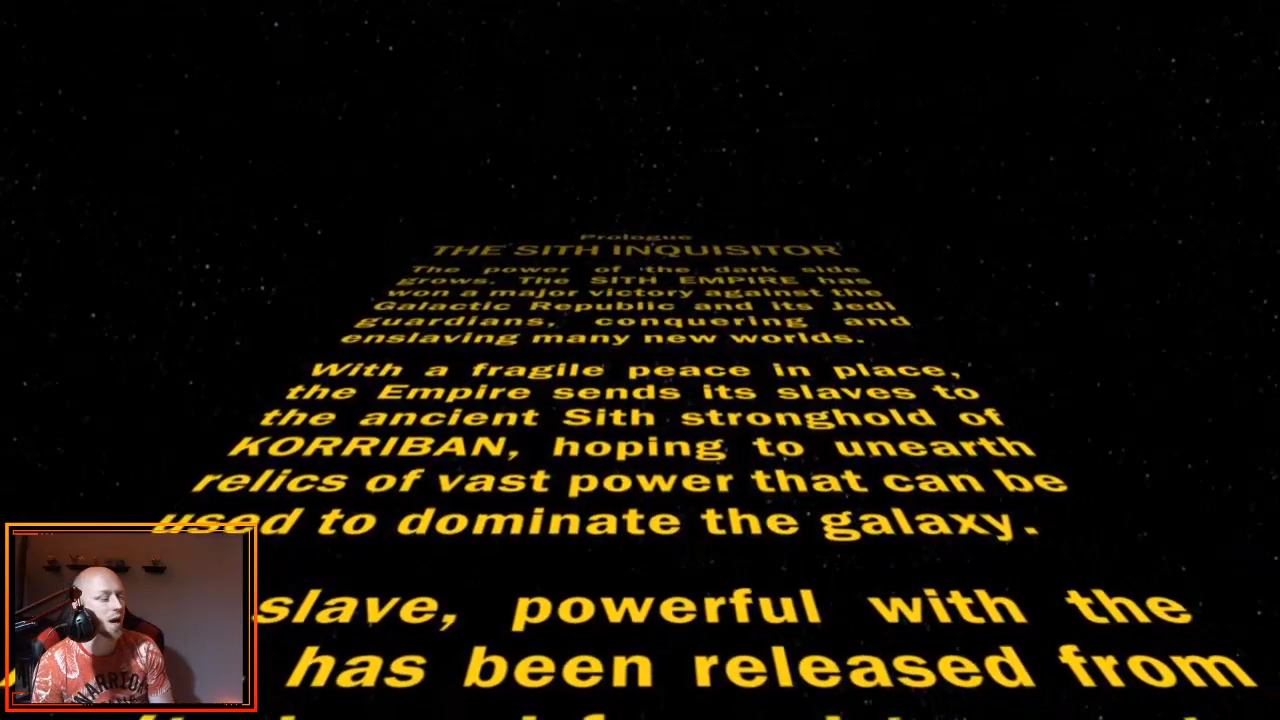 Prologue
THE SITH INQUISITOR
The power of the dark side
grows. The SITH EMPIRE has
won a major victory against the
Galactic Republic and its Jedi
guardians, conquering and
enslaving many new worlds.
With a fragile peace in place,
the Empire sends its slaves to
the ancient Sith stronghold of
KORRIBAN, hoping to unearth
relics of vast power that can be
used to dominate the galaxy.
slave, powerful with the
has been released from